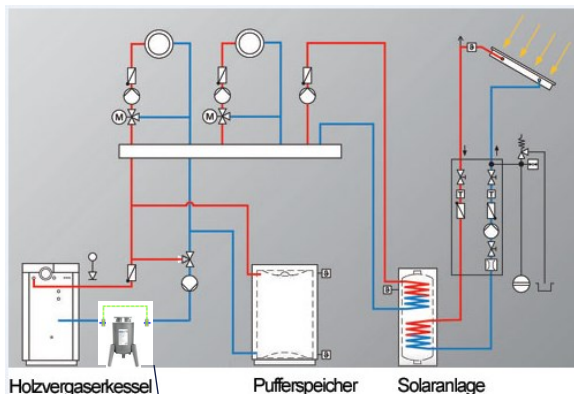 M
M
T
T
Holzvergaserkessel
Pufferspeicher
Solaranlage